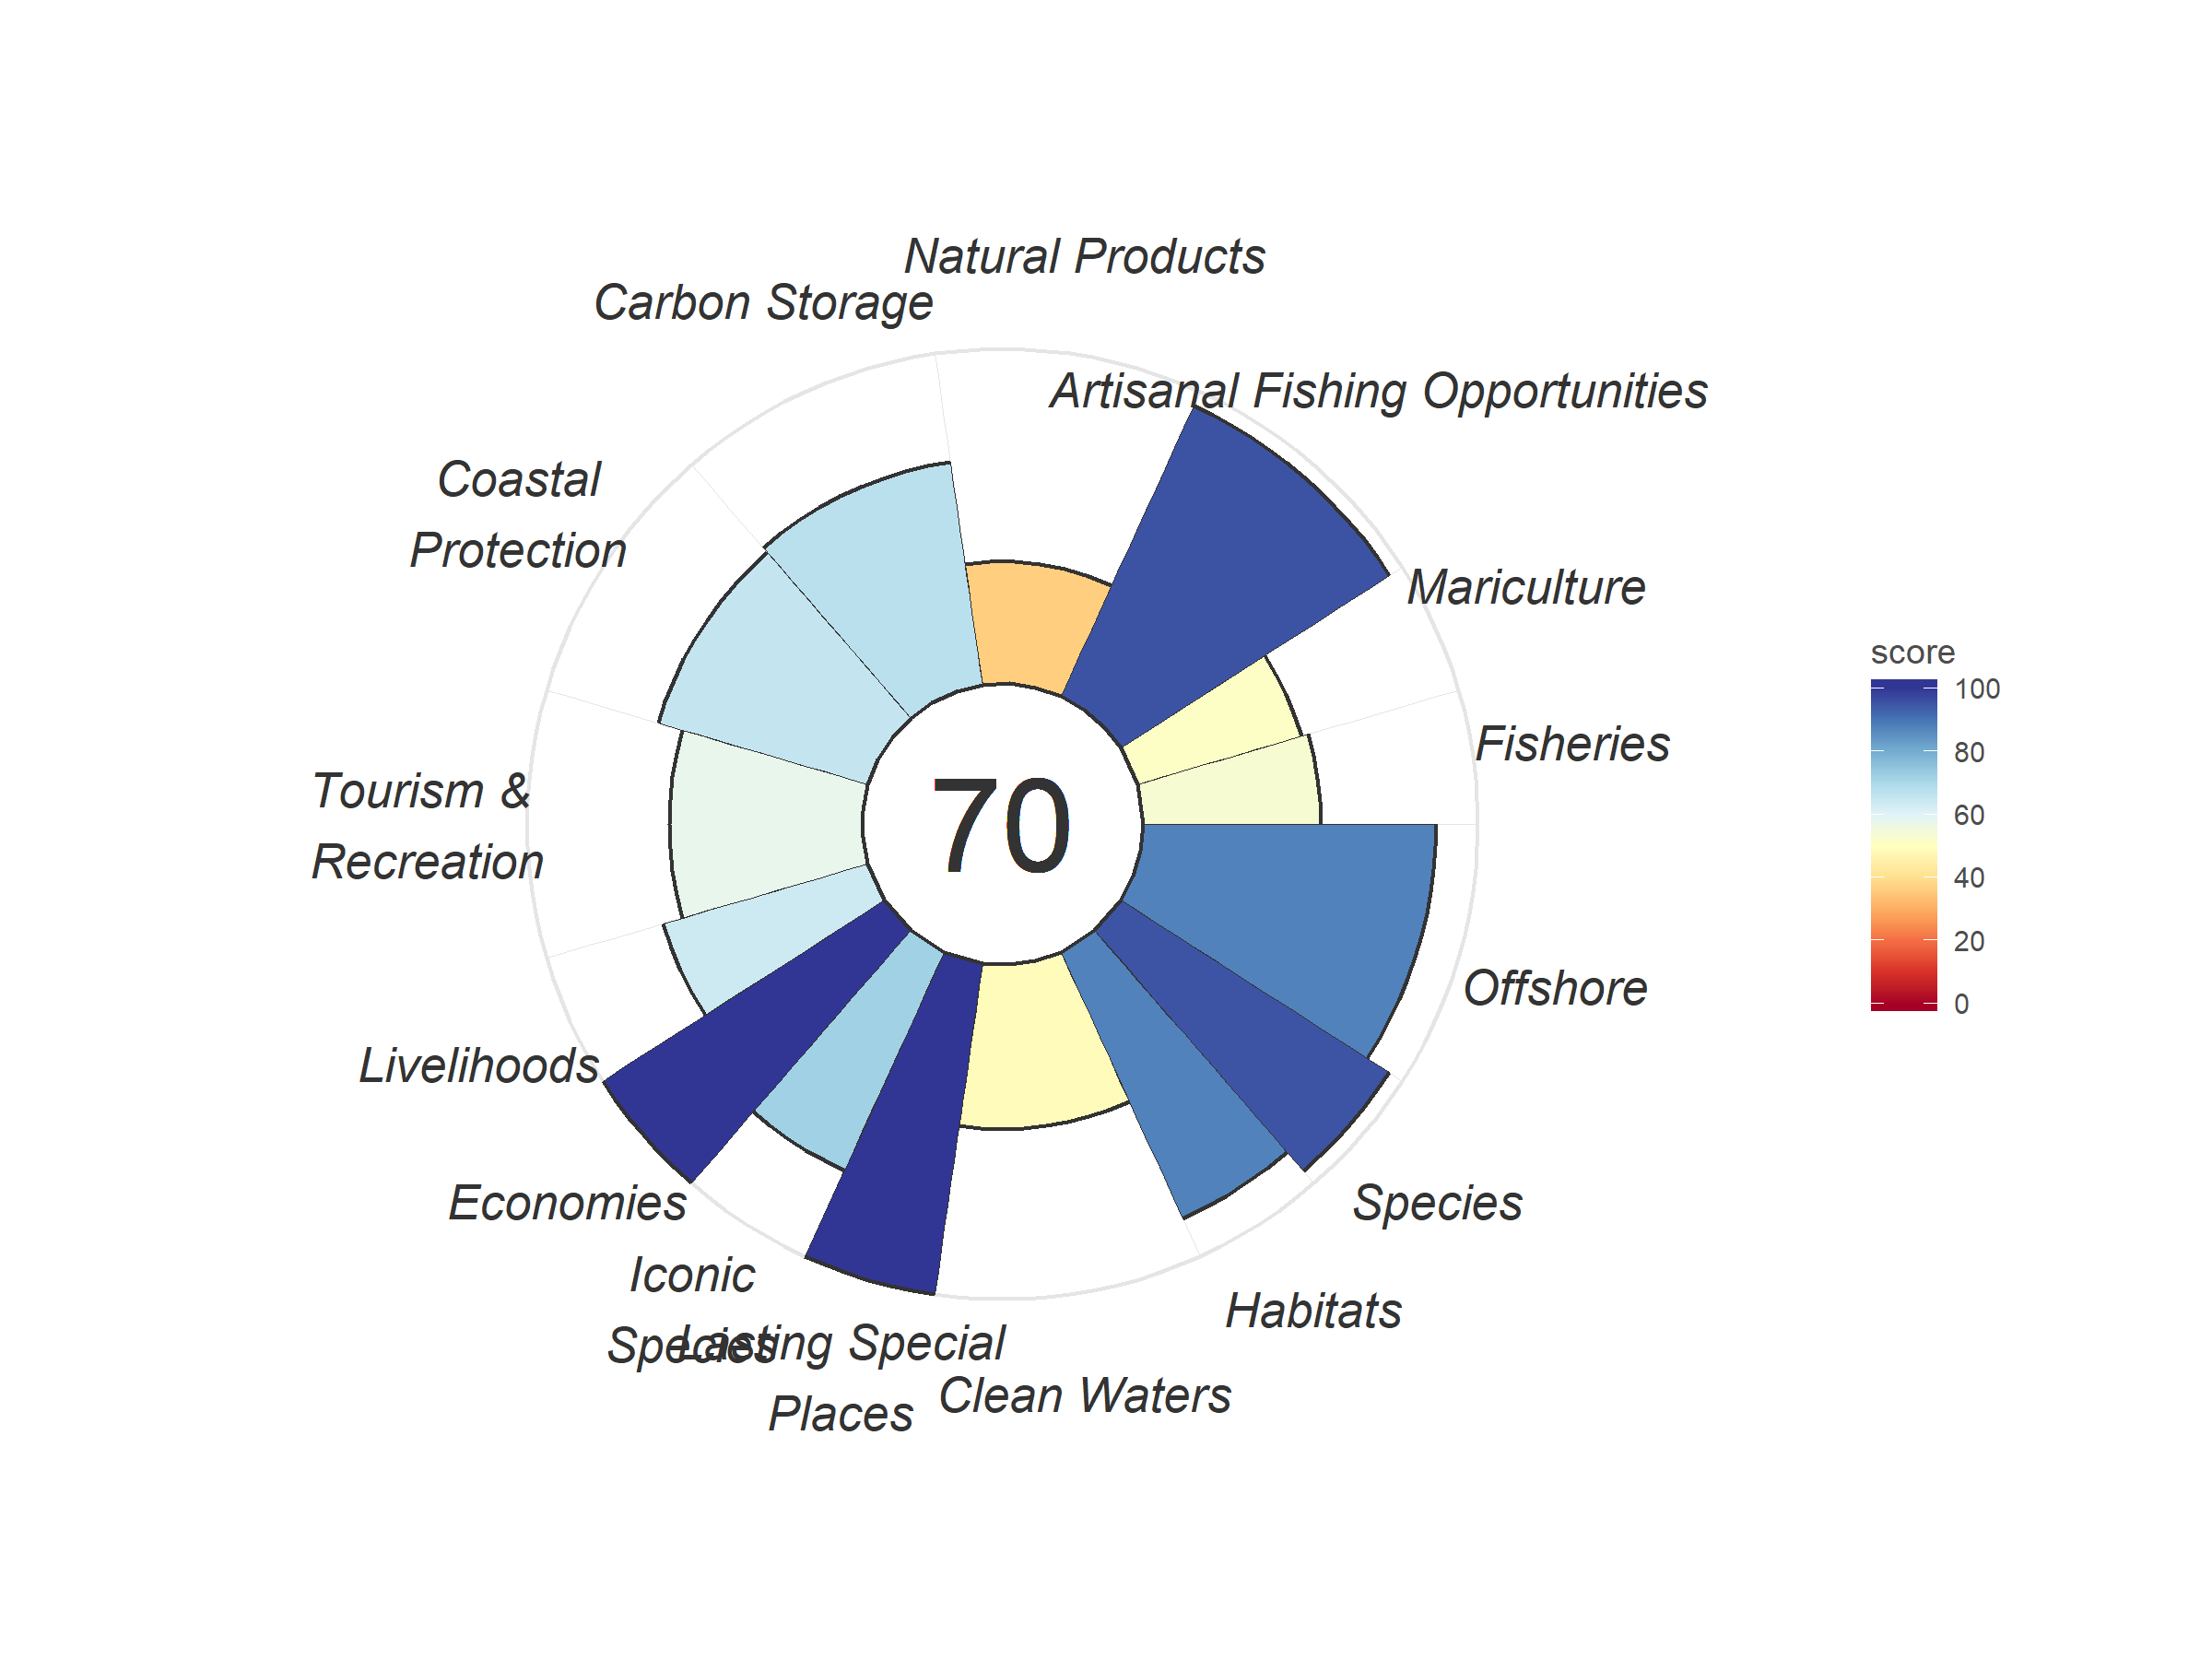 Natural Products
Carbon Storage
Artisanal Fishing Opportunities
Coastal
Protection
Mariculture
Fisheries
Tourism &
Recreation
70
Offshore
Livelihoods
Economies
Species
Iconic
Species
Habitats
Lasting Special
Places
Clean Waters
score
100
80
60
40
20
0